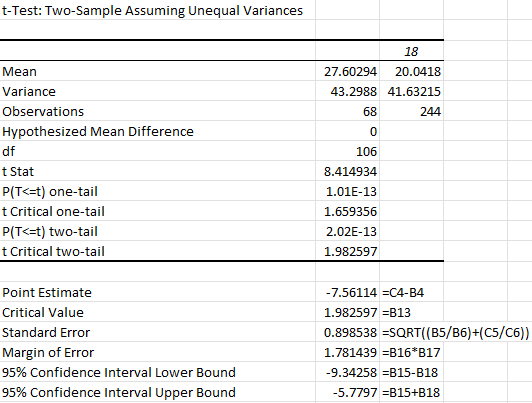 t-Test: Two-Sample Assuming Unequal Variances
18
Mean 27.60294 20.0418
Variance 43.2988 41.63215
Observations 68 244
Hypothesized Mean Difference 0
df 106
t Stat 8.414934
P(T<=t) one-tail 1.01E-13
t Critical one-tail 1.659356
P(T<=t) two-tail 2.02E-13
t Critical two-tail 1.982597
Point Estimate -7.56114 =C4-B4
Critical Value 1.982597 =B13
Standard Error 0.898538 =SQRT((B5/B6)+(C5/C6))
Margin of Error 1.781439 =B16*B17
95% Confidence Interval Lower Bound -9.34258 =B15-B18
95% Confidence Interval Upper Bound -5.7797 =B15+B18